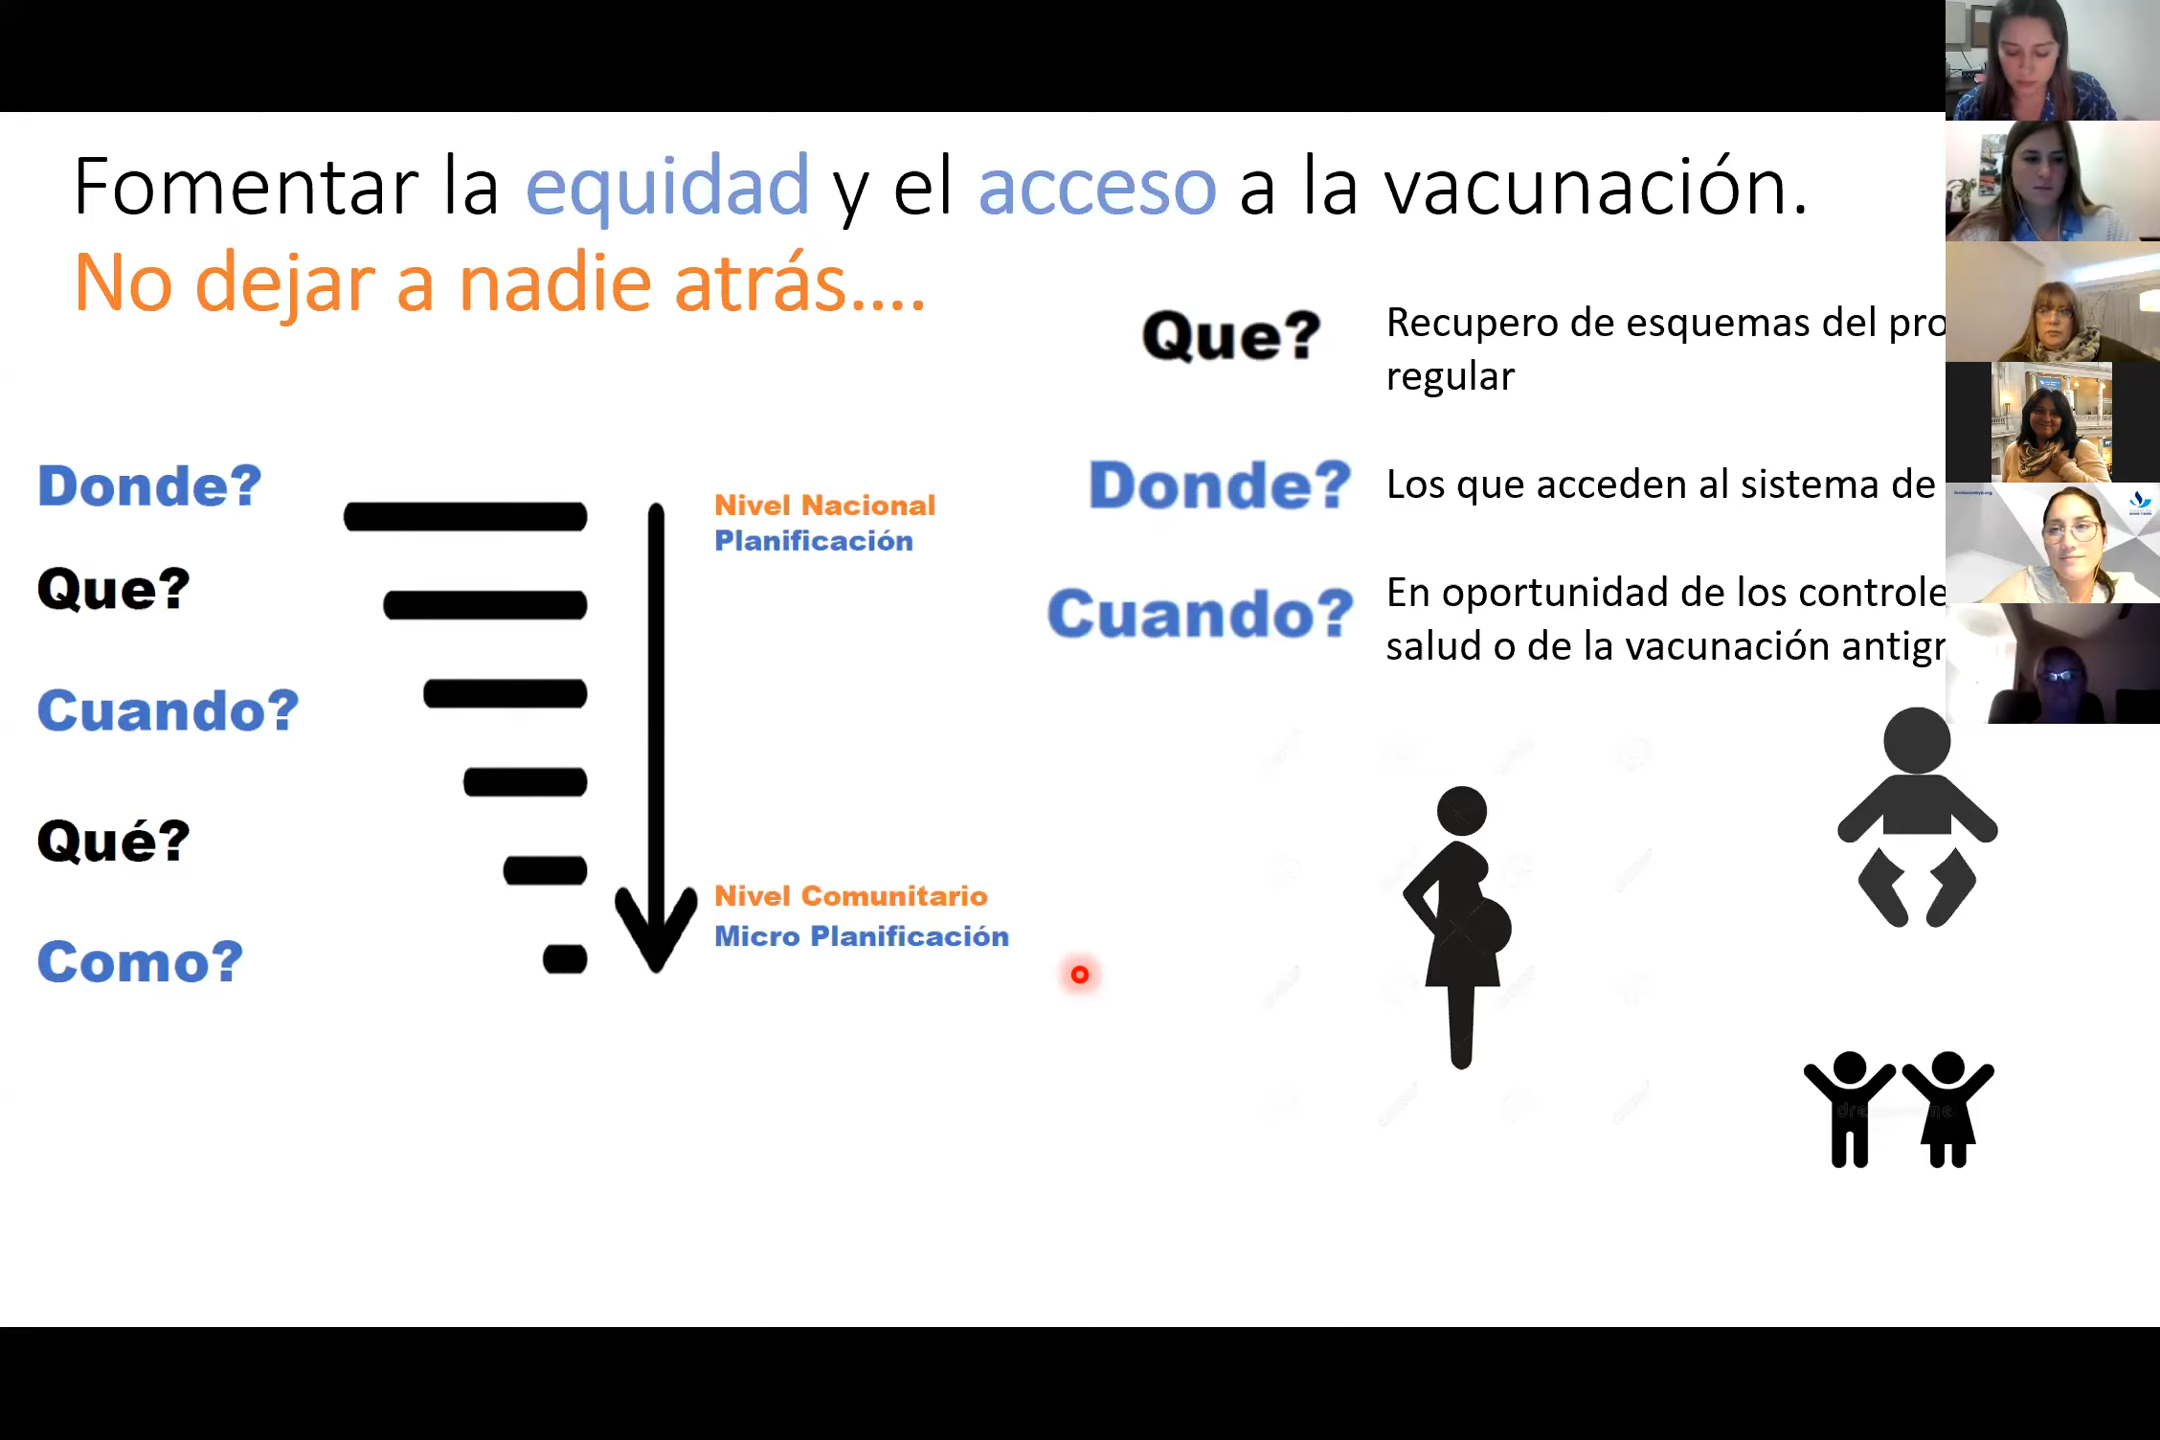 Fomentar la equidad y el acceso a la vacunación.
No dejar a nadie atrás....
Donde?
Que?
Cuando?
Qué?
Como?
Nivel Nacional
Planificación
Nivel Comunitario
Micro Planificación
Que?
Recupero de esquemas del pro
regular
Donde?
Los que acceden al sistema de
Cuando?
En oportunidad de los controle
salud o de la vacunación antigr